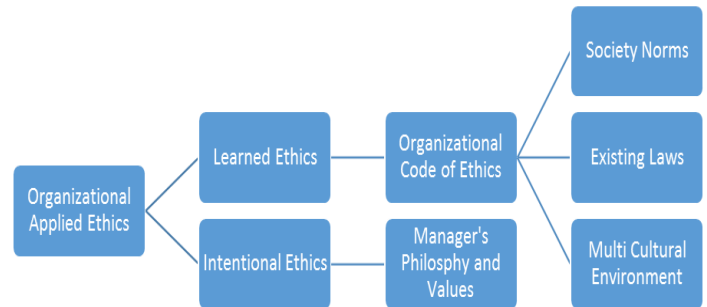 Organizational
Applied Ethics
Learned Ethics
Intentional Ethics
Organizational
Code of Ethics
Manager's
Philosphy and
Values
Society Norms
Existing Laws
Multi Cultural
Environment